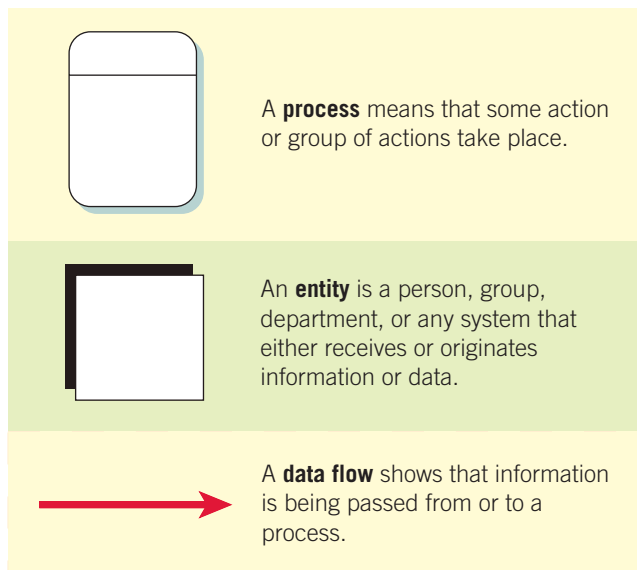 A process means that some action
or group of actions take place.
An entity is a person, group,
department, or any system that
either receives or originates
information or data.
A data flow shows that information
is being passed from or to a
process.